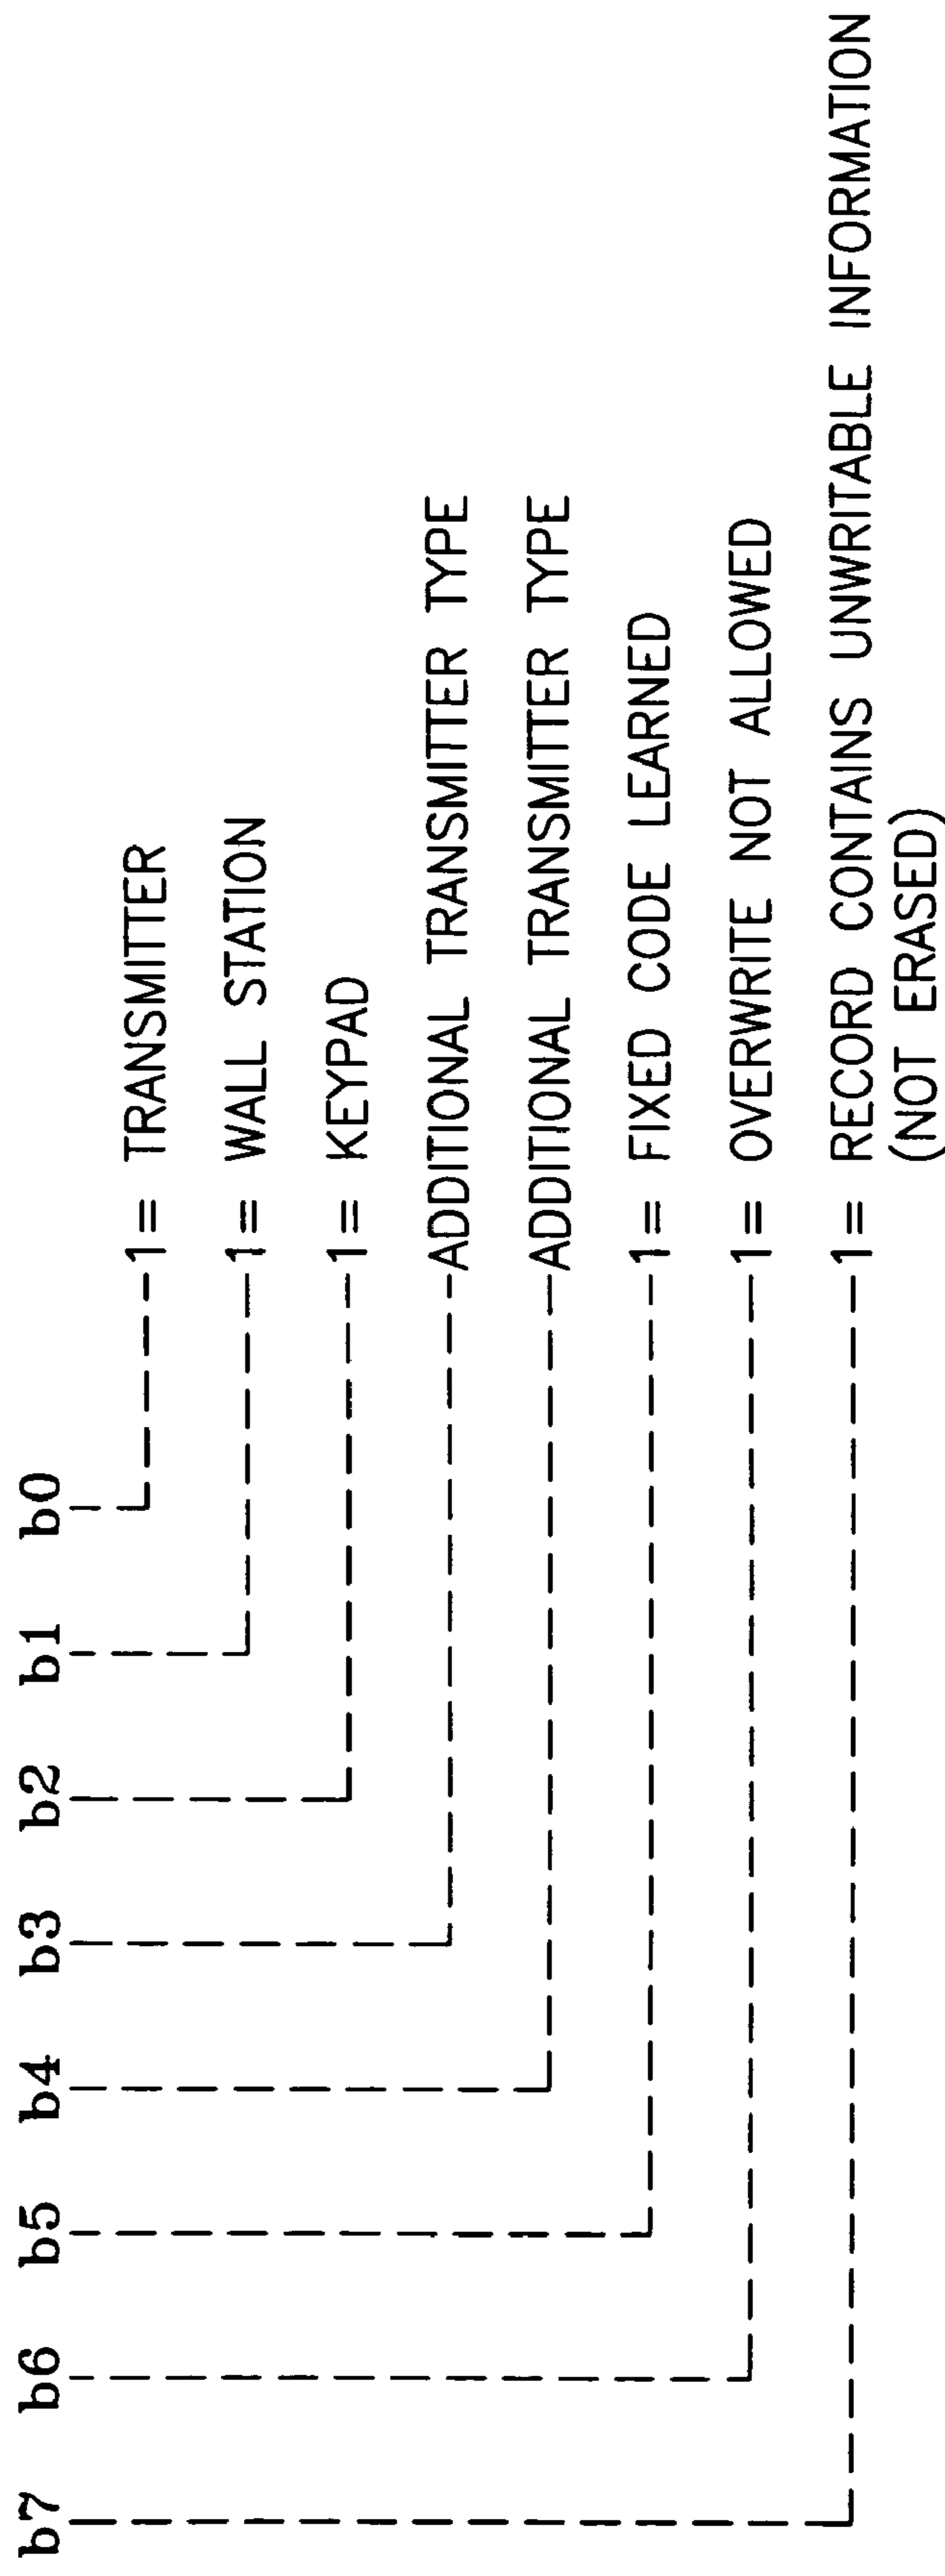 b7 b6 b5 b4 b3 b2 b1 b0
1= TRANSMITTER
1= WALL STATION
1= KEYPAD
ADDITIONAL TRANSMITTER TYPE
ADDITIONAL TRANSMITTER TYPE
1= FIXED CODE LEARNED
1= OVERWRITE NOT ALLOWED
1= RECORD CONTAINS UNWRITABLE INFORMATION
(NOT ERASED)